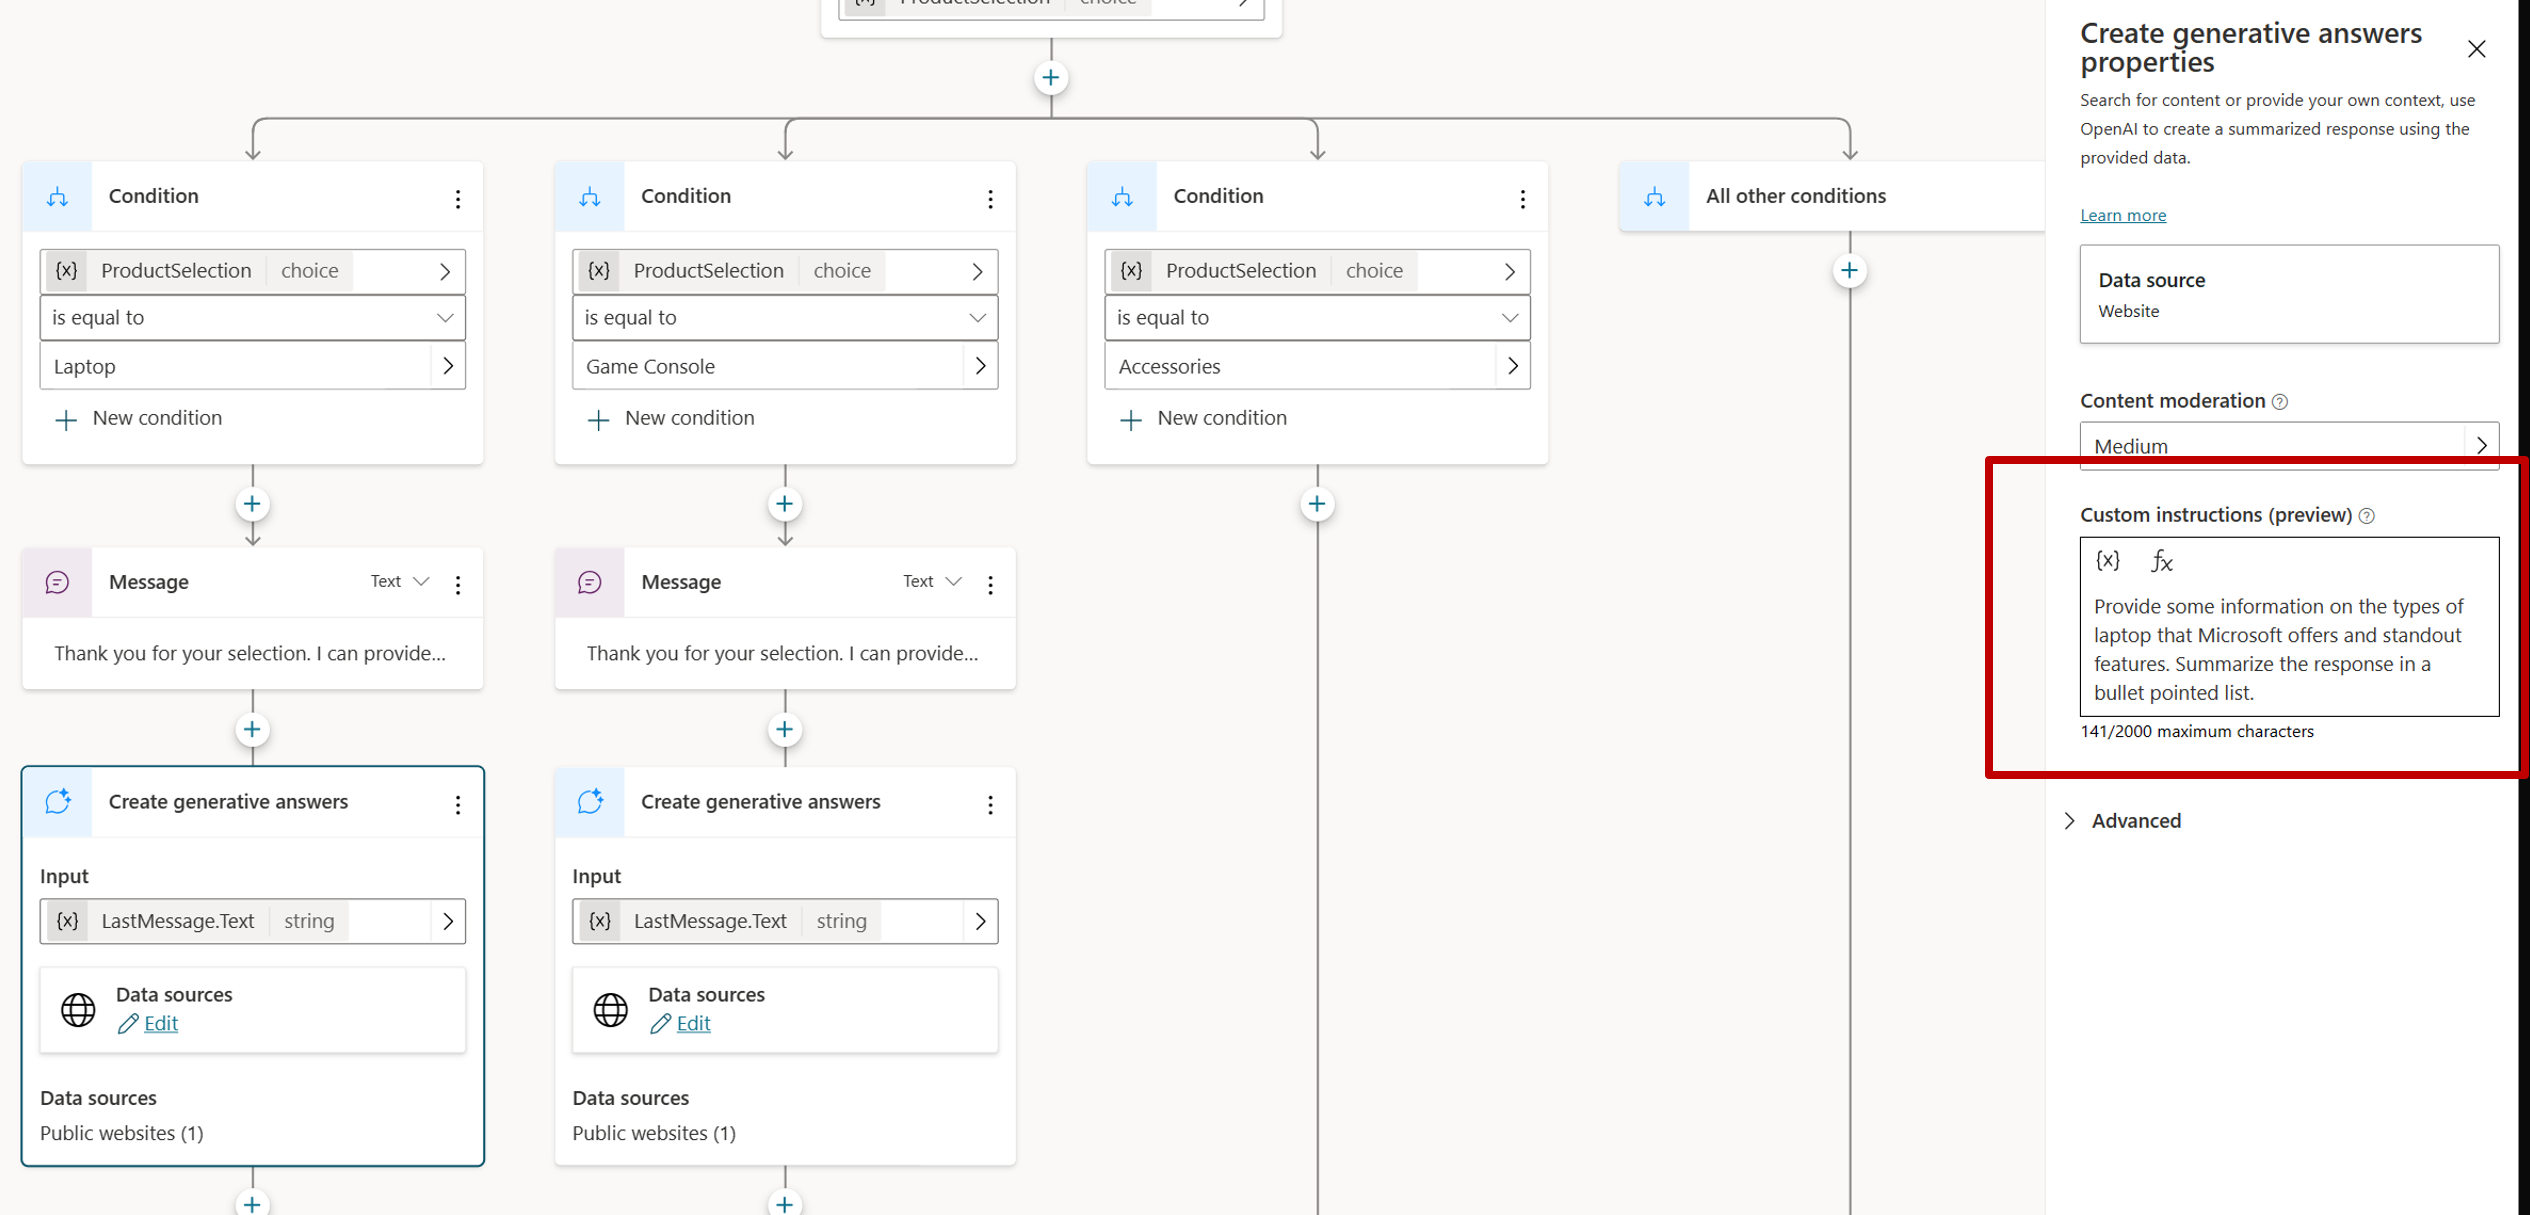 {x} ProductSelection choice
Condition
{x} ProductSelection choice
is equal to
Laptop
New condition
Condition
{x} ProductSelection choice
is equal to
Game Console
New condition
Condition
{x} ProductSelection choice
is equal to
Accessories
New condition
All other conditions
Message Text
Thank you for your selection. I can provide...
Message Text
Thank you for your selection. I can provide...
Create generative answers
Input
{x} LastMessage.Text string
Data sources
Edit
Data sources
Public websites (1)
Create generative answers
Input
{x} LastMessage.Text string
Data sources
Edit
Data sources
Public websites (1)
Create generative answers
properties
Search for content or provide your own context, use
OpenAI to create a summarized response using the
provided data.
Learn more
Data source
Website
Content moderation
Medium
Custom instructions (preview)
{x} fx
Provide some information on the types of
laptop that Microsoft offers and standout
features. Summarize the response in a
bullet pointed list.
141/2000 maximum characters
Advanced